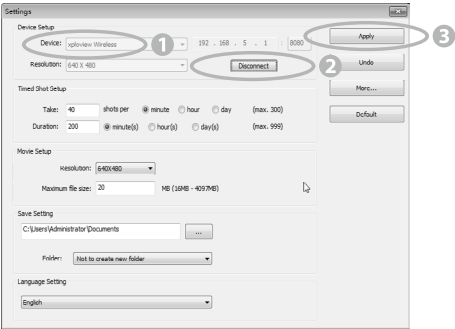 Settings
Device Setup
Device: xploview Wireless 1 192 . 168 . 5 . 1 : 8080 Apply 3
Resolution: 640 X 480 Disconnect 2 Undo
Timed Shot Setup More...
Take: 40 shots per minute hour day (max. 300) Default
Duration: 200 minute(s) hour(s) day(s) (max. 999)
Movie Setup
Resolution: 640X480
Maximum file size: 20 MB (16MB - 4097MB)
Save Setting
C:\Users\Administrator\Documents ...
Folder: Not to create new folder
Language Setting
English